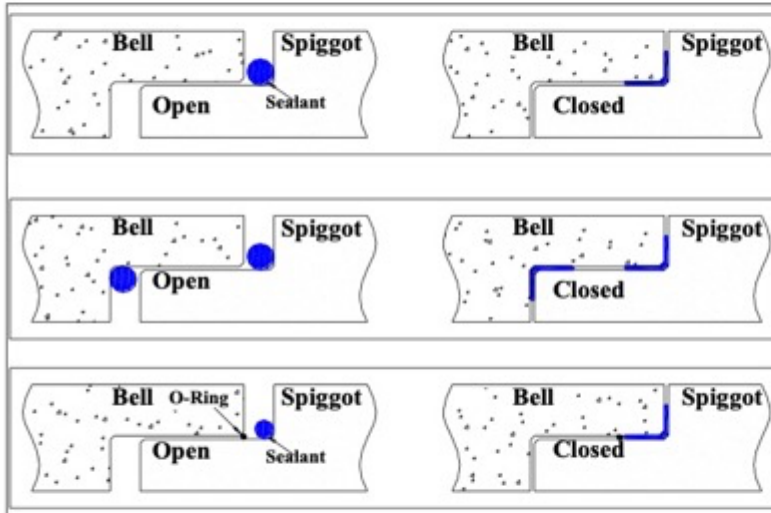 Bell Spiggot Bell Spiggot
Open Sealant Closed
Bell Spiggot Bell Spiggot
Open Closed
Bell O-Ring Spiggot Bell Spiggot
Open Sealant Closed